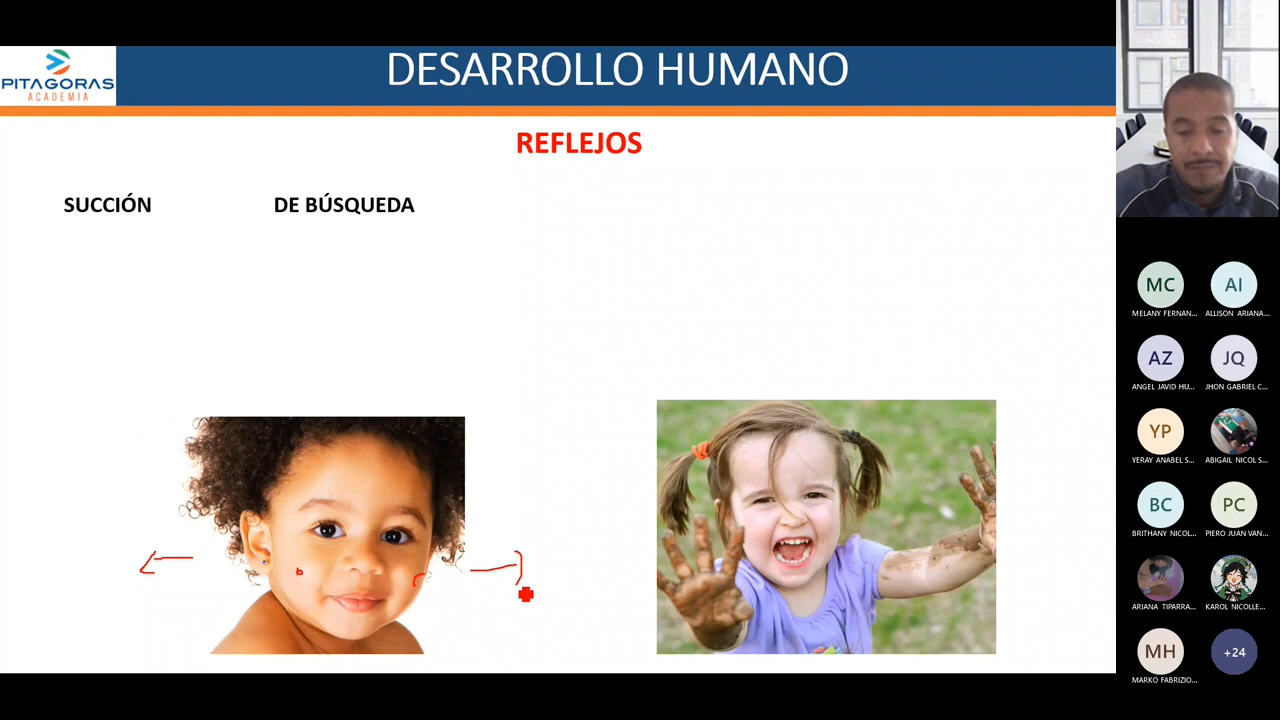 PITAGORAS
ACADEMIA
DESARROLLO HUMANO
REFLEJOS
SUCCIÓN
DE BÚSQUEDA
MC
AI
MELANY FERNAN...
ALLISON ARIANA...
AZ
JQ
ANGEL JAVID HU...
JHON GABRIEL C...
YP
YERAY ANABEL S...
ABIGAIL NICOL S...
BC
PC
BRITHANY NICOL...
PIERO JUAN VAN...
ARIANA TIPARRA...
KAROL NICOLLE...
MH
+24
MARKO FABRIZIO...